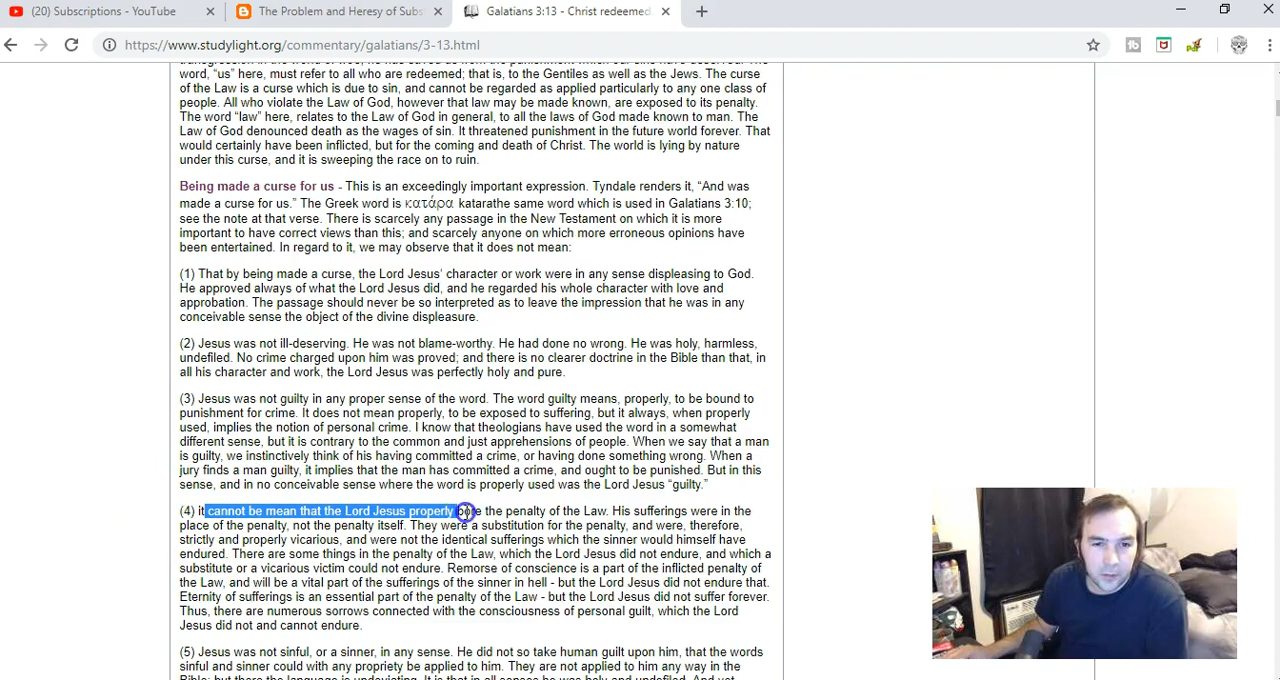 (20) Subscriptions - YouTube
The Problem and Heresy of Subs
Galatians 3:13 - Christ redeemed
https://www.studylight.org/commentary/galatians/3-13.html
word, "us" here, must refer to all who are redeemed; that is, to the Gentiles as well as the Jews. The curse
of the Law is a curse which is due to sin, and cannot be regarded as applied particularly to any one class of
people. All who violate the Law of God, however that law may be made known, are exposed to its penalty.
The word “law” here, relates to the Law of God in general, to all the laws of God made known to man. The
Law of God denounced death as the wages of sin. It threatened punishment in the future world forever. That
would certainly have been inflicted, but for the coming and death of Christ. The world is lying by nature
under this curse, and it is sweeping the race on to ruin.
Being made a curse for us - This is an exceedingly important expression. Tyndale renders it, “And was
made a curse for us.” The Greek word is κατάρα katarathe same word which is used in Galatians 3:10;
see the note at that verse. There is scarcely any passage in the New Testament on which it is more
important to have correct views than this; and scarcely anyone on which more erroneous opinions have
been entertained. In regard to it, we may observe that it does not mean:
(1) That by being made a curse, the Lord Jesus‘ character or work were in any sense displeasing to God.
He approved always of what the Lord Jesus did, and he regarded his whole character with love and
approbation. The passage should never be so interpreted as to leave the impression that he was in any
conceivable sense the object of the divine displeasure.
(2) Jesus was not ill-deserving. He was not blame-worthy. He had done no wrong. He was holy, harmless,
undefiled. No crime charged upon him was proved; and there is no clearer doctrine in the Bible than that, in
all his character and work, the Lord Jesus was perfectly holy and pure.
(3) Jesus was not guilty in any proper sense of the word. The word guilty means, properly, to be bound to
punishment for crime. It does not mean properly, to be exposed to suffering, but it always, when properly
used, implies the notion of personal crime. I know that theologians have used the word in a somewhat
different sense, but it is contrary to the common and just apprehensions of people. When we say that a man
is guilty, we instinctively think of his having committed a crime, or having done something wrong. When a
jury finds a man guilty, it implies that the man has committed a crime, and ought to be punished. But in this
sense, and in no conceivable sense where the word is properly used was the Lord Jesus “guilty.”
(4) it cannot be mean that the Lord Jesus properly bore the penalty of the Law. His sufferings were in the
place of the penalty, not the penalty itself. They were a substitution for the penalty, and were, therefore,
strictly and properly vicarious, and were not the identical sufferings which the sinner would himself have
endured. There are some things in the penalty of the Law, which the Lord Jesus did not endure, and which a
substitute or a vicarious victim could not endure. Remorse of conscience is a part of the inflicted penalty of
the Law, and will be a vital part of the sufferings of the sinner in hell - but the Lord Jesus did not endure that.
Eternity of sufferings is an essential part of the penalty of the Law - but the Lord Jesus did not suffer forever.
Thus, there are numerous sorrows connected with the consciousness of personal guilt, which the Lord
Jesus did not and cannot endure.
(5) Jesus was not sinful, or a sinner, in any sense. He did not so take human guilt upon him, that the words
sinful and sinner could with any propriety be applied to him. They are not applied to him any way in the